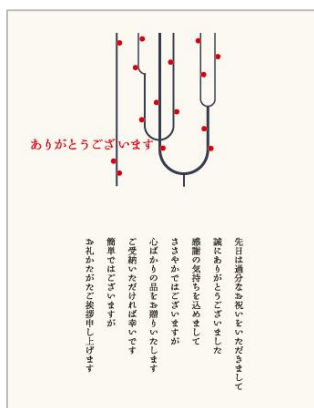 ありがとうございます
先日は過分なお祝いをいただきまして
誠にありがとうございました
感謝の気持ちを込めまして
ささやかではございますが
心ばかりの品をお贈りいたします
ご受納いただければ幸いです
簡単ではございますが
お礼かたがたご挨拶申し上げます